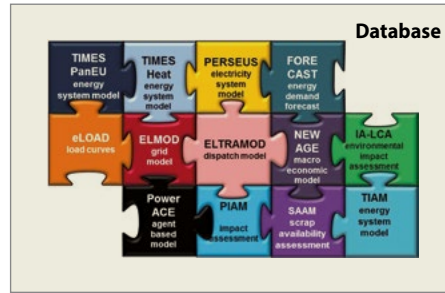 Database
TIMES
PanEU
energy
system model
TIMES
Heat
energy
system
model
PERSEUS
electricity
system
model
FORE
CAST
energy
demand
forecast
eLOAD
load curves
ELMOD
grid
model
ELTRAMOD
dispatch model
NEW
AGE
macro
economic
model
IA-LCA
environmental
impact
assessment
Power
ACE
agent
based
model
PIAM
impact
assessment
SAAM
scrap
availability
assessment
TIAM
energy
system
model